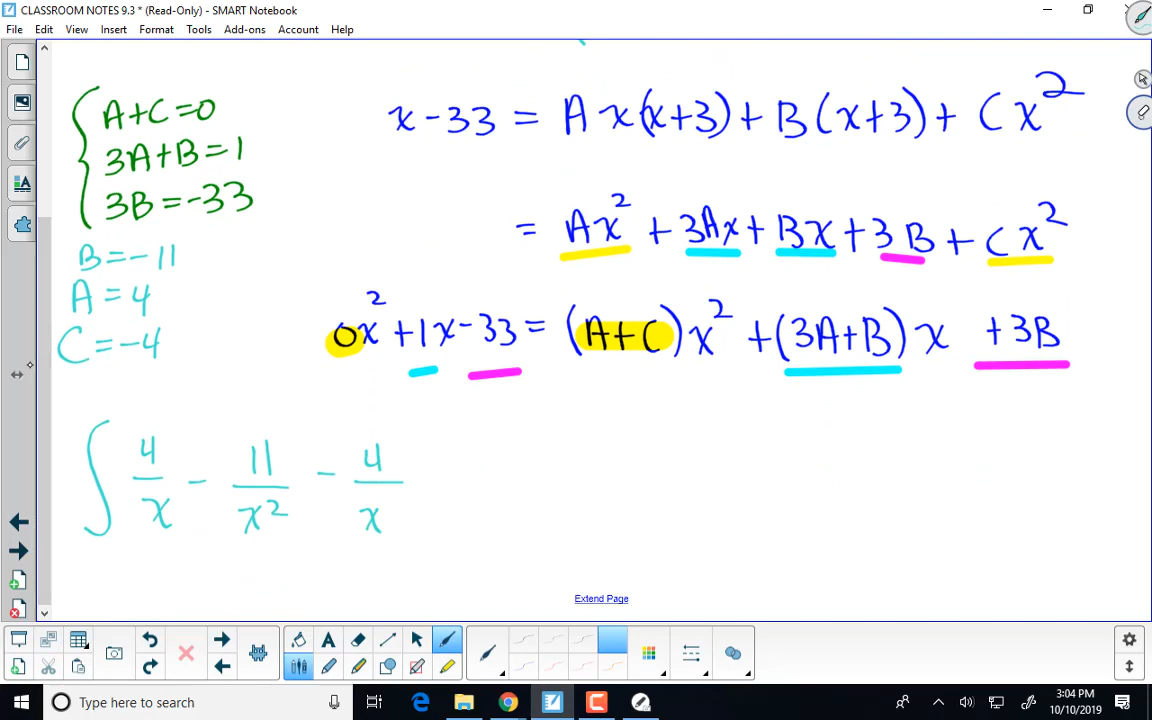 CLASSROOM NOTES 9.3 * (Read-Only) - SMART Notebook
File Edit View Insert Format Tools Add-ons Account Help
A+C=0
3A+B=1
3B=-33
B=-11
A=4
C=-4
x-33 = Ax(x+3)+B(x+3)+Cx²
= Ax²+3Ax+Bx+3B+Cx²
0x²+1x-33=(A+C)x²+(3A+B)x+3B
∫ 4/x - 11/x² - 4/x
Extend Page
Type here to search
3:04 PM
10/10/2019